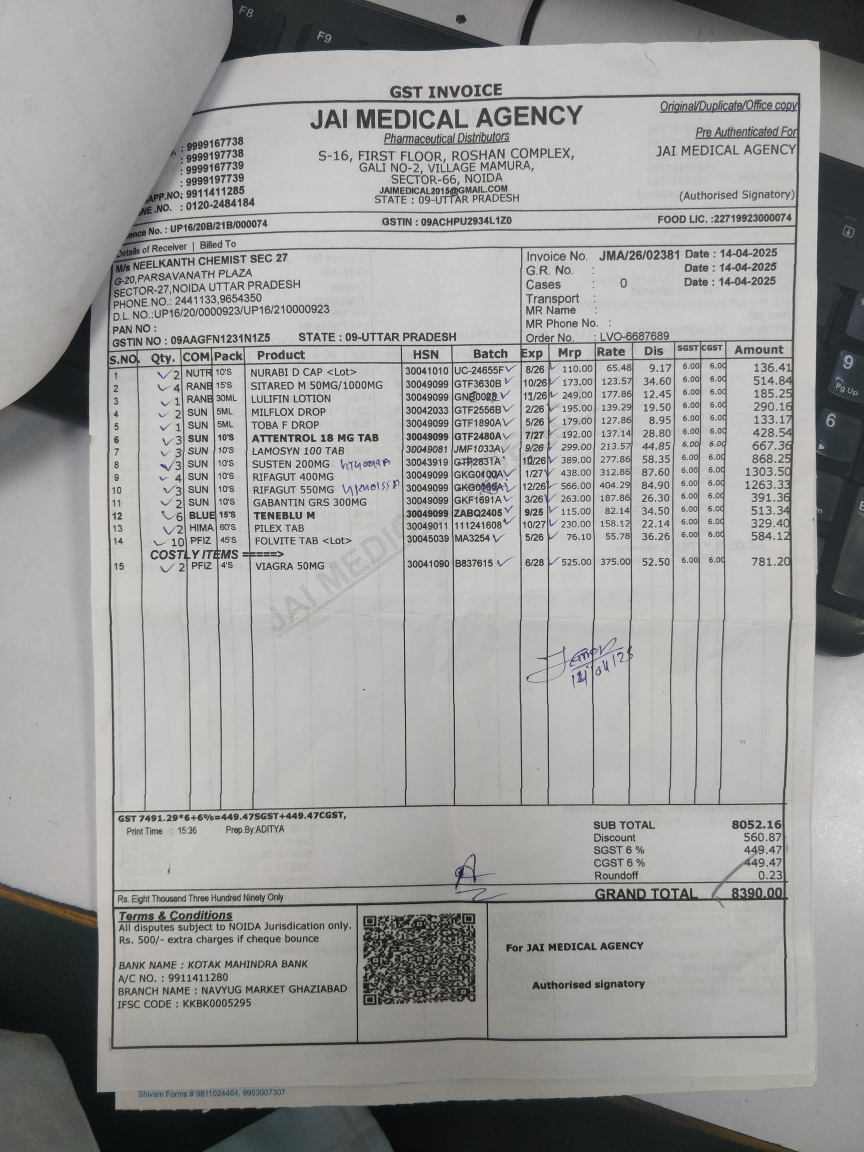 F8
F9
GST INVOICE
Original/Duplicate/Office copy
JAI MEDICAL AGENCY
Pharmaceutical Distributors
Pre Authenticated For
JAI MEDICAL AGENCY
S-16, FIRST FLOOR, ROSHAN COMPLEX,
GALI NO-2, VILLAGE MAMURA,
SECTOR-66, NOIDA
JAIMEDICAL2015@GMAIL.COM
STATE : 09-UTTAR PRADESH
(Authorised Signatory)
: 9999167738
: 9999197738
: 9999167739
: 9999197739
APP.NO: 9911411285
NE .NO. : 0120-2484184
ence No. : UP16/20B/21B/000074 GSTIN : 09ACHPU2934L1Z0 FOOD LIC. :22719923000074
Details of Receiver | Billed To
M/s NEELKANTH CHEMIST SEC 27
G-20,PARSAVANATH PLAZA
SECTOR-27,NOIDA UTTAR PRADESH
PHONE.NO.: 2441133,9654350
D.L. NO.:UP16/20/0000923/UP16/210000923
PAN NO :
GSTIN NO : 09AAGFN1231N1Z5 STATE : 09-UTTAR PRADESH
Invoice No. JMA/26/02381 Date : 14-04-2025
G.R. No. : Date : 14-04-2025
Cases : 0 Date : 14-04-2025
Transport :
MR Name :
MR Phone No. :
Order No. : LVO-6687689
S.NO. Qty. COM Pack Product HSN Batch Exp Mrp Rate Dis SGST CGST Amount
1 2 NUTR 10'S NURABI D CAP <Lot> 30041010 UC-24655F 8/26 110.00 65.48 9.17 6.00 6.00 136.41
2 4 RANB 15'S SITARED M 50MG/1000MG 30049099 GTF3630B 10/26 173.00 123.57 34.60 6.00 6.00 514.84
3 1 RANB 30ML LULIFIN LOTION 30049099 11/26 249.00 177.86 12.45 6.00 6.00 185.25
4 2 SUN 5ML MILFLOX DROP 30042033 GTF2556B 2/26 195.00 139.29 19.50 6.00 6.00 290.16
5 1 SUN 5ML TOBA F DROP 30049099 GTF1890A 5/26 179.00 127.86 8.95 6.00 6.00 133.17
6 3 SUN 10'S ATTENTROL 18 MG TAB 30049099 GTF2480A 7/27 192.00 137.14 28.80 6.00 6.00 428.54
7 3 SUN 10'S LAMOSYN 100 TAB 30049081 JMF1033A 9/26 299.00 213.57 44.85 6.00 6.00 667.36
8 3 SUN 10'S SUSTEN 200MG 30043919 GTF2831A 10/26 389.00 277.86 58.35 6.00 6.00 868.25
9 4 SUN 10'S RIFAGUT 400MG 30049099 GKG0100A 1/27 438.00 312.86 87.60 6.00 6.00 1303.50
10 3 SUN 10'S RIFAGUT 550MG 30049099 12/26 566.00 404.29 84.90 6.00 6.00 1263.33
11 2 SUN 10'S GABANTIN GRS 300MG 30049099 GKF1691A 3/26 263.00 187.86 26.30 6.00 6.00 391.36
12 6 BLUE 15'S TENEBLU M 30049099 ZABQ2405 9/25 115.00 82.14 34.50 6.00 6.00 513.34
13 2 HIMA 60'S PILEX TAB 30049011 111241608 10/27 230.00 158.12 22.14 6.00 6.00 329.40
14 10 PFIZ 45'S FOLVITE TAB <Lot> 30045039 MA3254 5/26 76.10 55.78 36.26 6.00 6.00 584.12
COSTLY ITEMS =====>
15 2 PFIZ 4'S VIAGRA 50MG 30041090 B837615 6/28 525.00 375.00 52.50 6.00 6.00 781.20
JAI MEDIC
14/04/25
GST 7491.29*6+6%=449.47SGST+449.47CGST,
Print Time : 15:36 Prep.By:ADITYA
SUB TOTAL 8052.16
Discount 560.87
SGST 6 % 449.47
CGST 6 % 449.47
Roundoff 0.23
Rs. Eight Thousand Three Hundred Ninety Only
GRAND TOTAL 8390.00
Terms & Conditions
All disputes subject to NOIDA Jurisdication only.
Rs. 500/- extra charges if cheque bounce
BANK NAME : KOTAK MAHINDRA BANK
A/C NO. : 9911411280
BRANCH NAME : NAVYUG MARKET GHAZIABAD
IFSC CODE : KKBK0005295
For JAI MEDICAL AGENCY
Authorised signatory
Shivam Forms # 9811024464, 9953007307
9
Pg Up
6